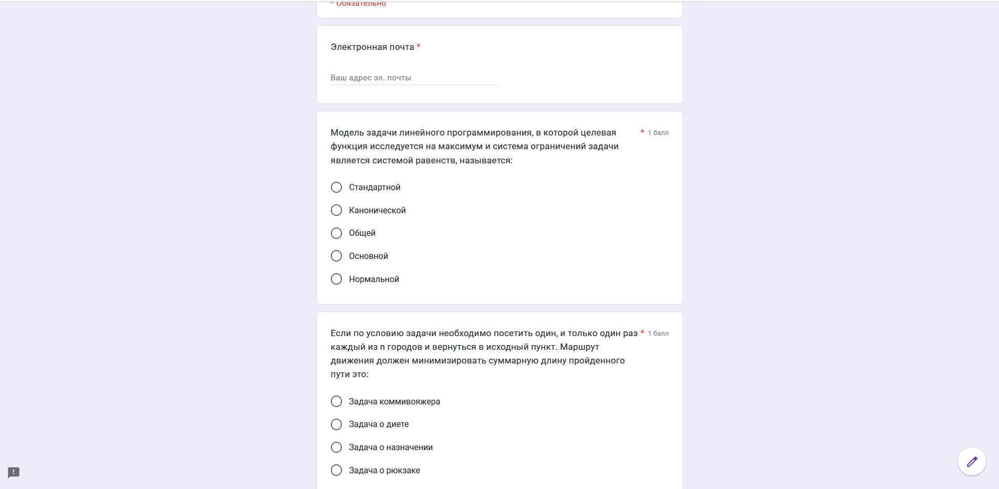 * Обязательно
Электронная почта *
Ваш адрес эл. почты
Модель задачи линейного программирования, в которой целевая * 1 балл
функция исследуется на максимум и система ограничений задачи
является системой равенств, называется:
Стандартной
Канонической
Общей
Основной
Нормальной
Если по условию задачи необходимо посетить один, и только один раз * 1 балл
каждый из n городов и вернуться в исходный пункт. Маршрут
движения должен минимизировать суммарную длину пройденного
пути это:
Задача коммивояжера
Задача о диете
Задача о назначении
Задача о рюкзаке